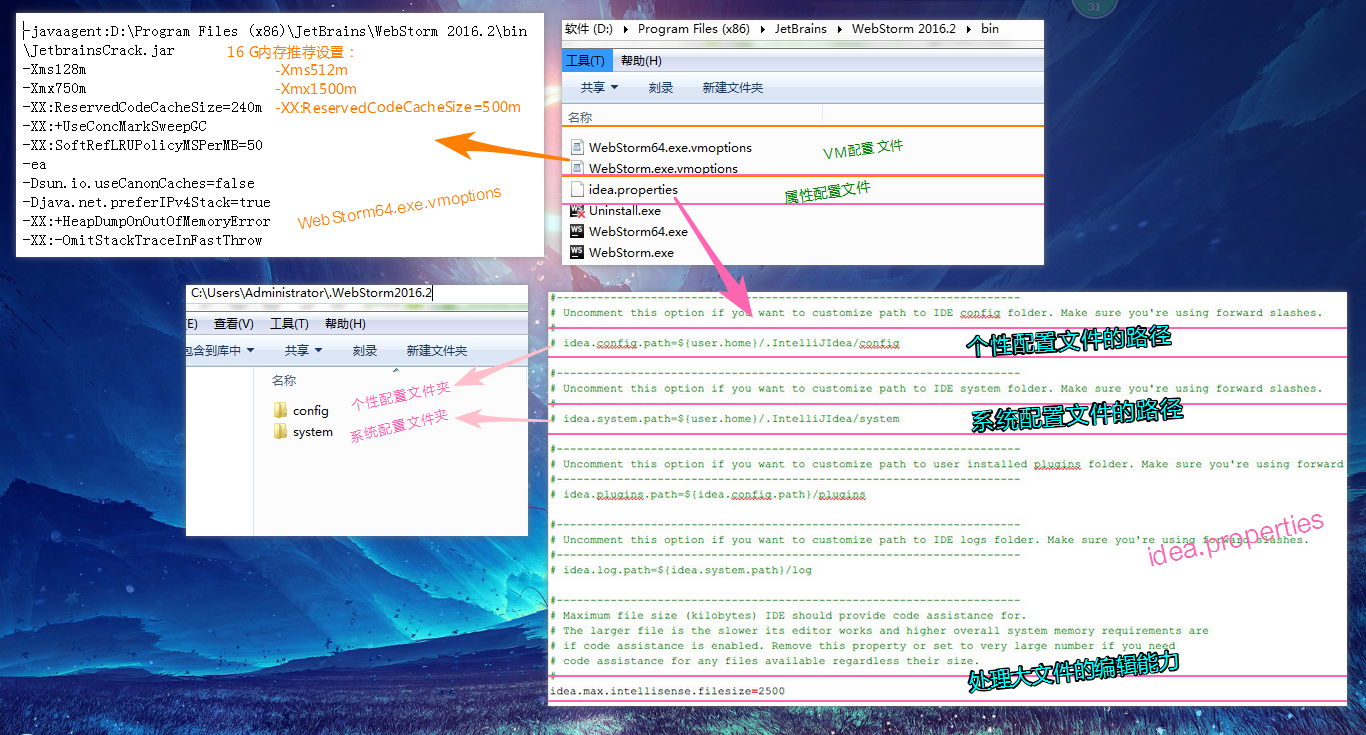 31
-javaagent:D:\Program Files (x86)\JetBrains\WebStorm 2016.2\bin
\JetbrainsCrack.jar
-Xms128m
-Xmx750m
-XX:ReservedCodeCacheSize=240m
-XX:+UseConcMarkSweepGC
-XX:SoftRefLRUPolicyMSPerMB=50
-ea
-Dsun.io.useCanonCaches=false
-Djava.net.preferIPv4Stack=true
-XX:+HeapDumpOnOutOfMemoryError
-XX:-OmitStackTraceInFastThrow
16 G内存推荐设置：
-Xms512m
-Xmx1500m
-XX:ReservedCodeCacheSize=500m
WebStorm64.exe.vmoptions
软件 (D:) Program Files (x86) JetBrains WebStorm 2016.2 bin
工具(T) 帮助(H)
共享 刻录 新建文件夹
名称
WebStorm64.exe.vmoptions
VM配置文件
WebStorm.exe.vmoptions
idea.properties
属性配置文件
Uninstall.exe
WebStorm64.exe
WebStorm.exe
C:\Users\Administrator\.WebStorm2016.2
(E) 查看(V) 工具(T) 帮助(H)
包含到库中 共享 刻录 新建文件夹
名称
config
个性配置文件夹
system
系统配置文件夹
#---------------------------------------------------------------------
# Uncomment this option if you want to customize path to IDE config folder. Make sure you're using forward slashes.
#
# idea.config.path=${user.home}/.IntelliJIdea/config
个性配置文件的路径
#---------------------------------------------------------------------
# Uncomment this option if you want to customize path to IDE system folder. Make sure you're using forward slashes.
#
# idea.system.path=${user.home}/.IntelliJIdea/system
系统配置文件的路径
#---------------------------------------------------------------------
# Uncomment this option if you want to customize path to user installed plugins folder. Make sure you're using forward
#---------------------------------------------------------------------
# idea.plugins.path=${idea.config.path}/plugins
#---------------------------------------------------------------------
# Uncomment this option if you want to customize path to IDE logs folder. Make sure you're using forward slashes.
#---------------------------------------------------------------------
# idea.log.path=${idea.system.path}/log
idea.properties
#---------------------------------------------------------------------
# Maximum file size (kilobytes) IDE should provide code assistance for.
# The larger file is the slower its editor works and higher overall system memory requirements are
# if code assistance is enabled. Remove this property or set to very large number if you need
# code assistance for any files available regardless their size.
#
处理大文件的编辑能力
idea.max.intellisense.filesize=2500